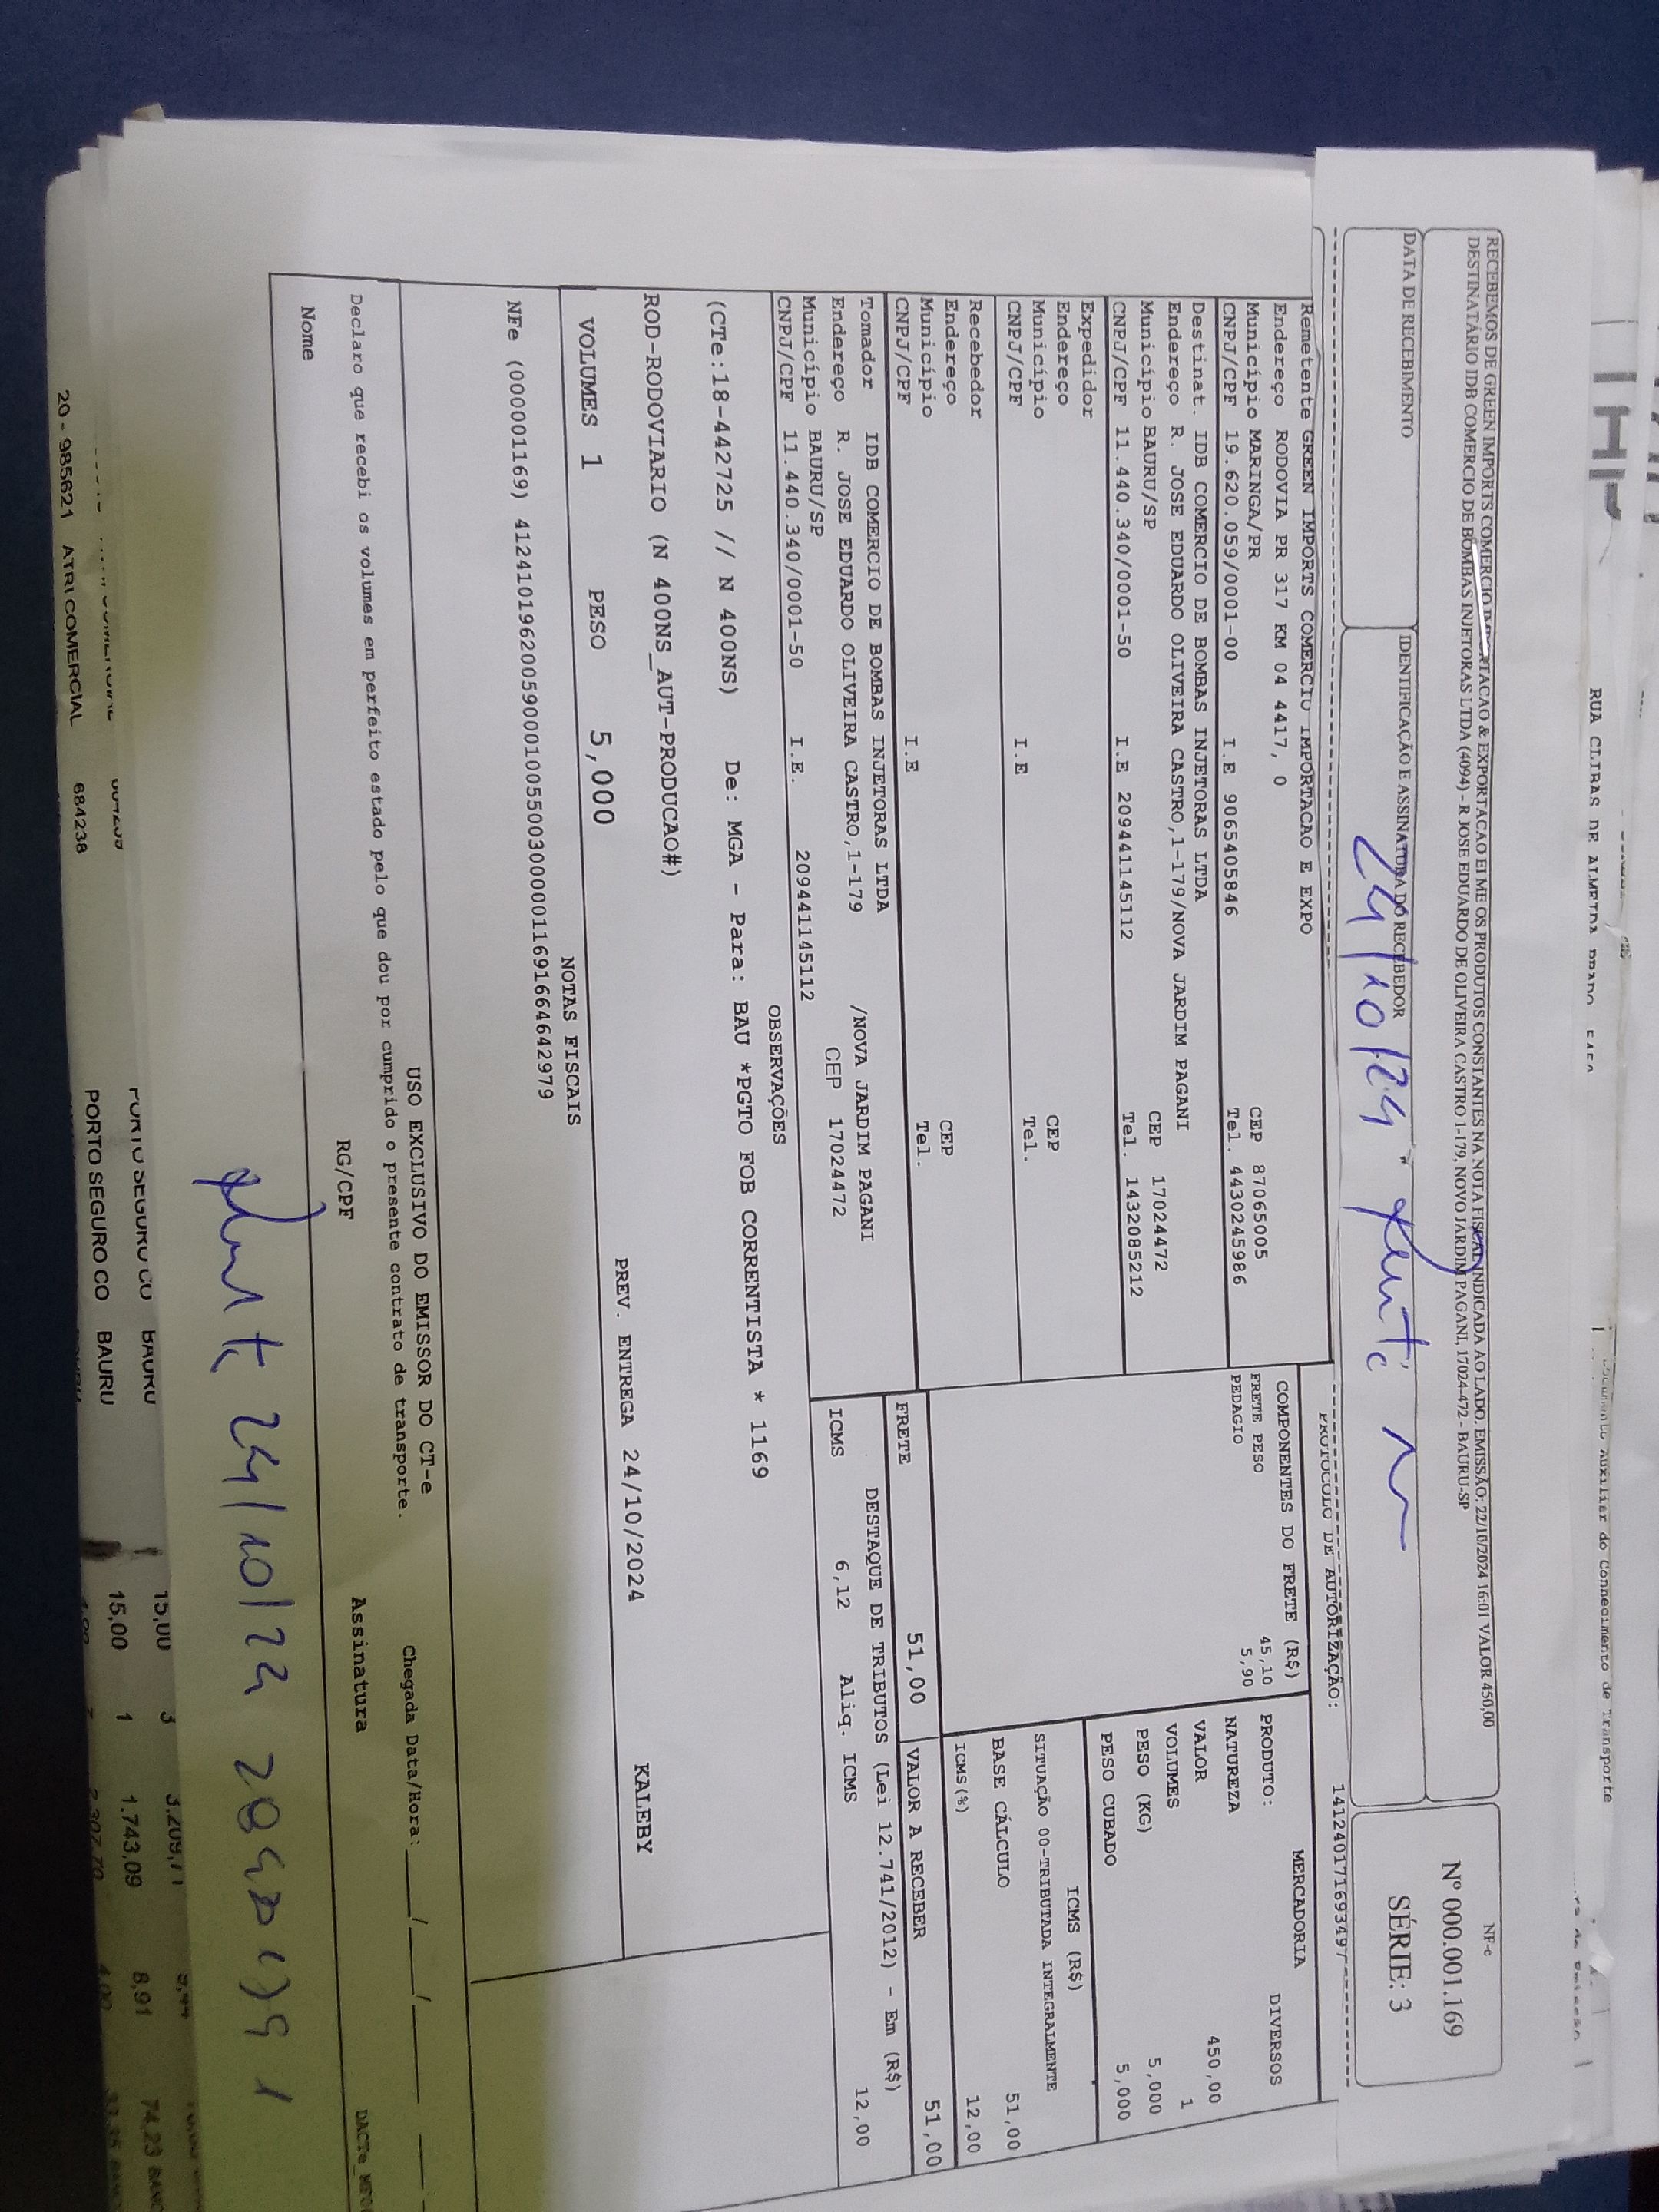 RUA CLIBAS DE ALMEIDA PRADO
Documento Auxiliar do Conhecimento de Transporte
RECEBEMOS DE GREEN IMPORTS COMERCIO IMPORTACAO & EXPORTACAO EI ME OS PRODUTOS CONSTANTES NA NOTA FISCAL INDICADA AO LADO. EMISSÃO: 22/10/2024 16:01 VALOR 450,00
DESTINATÁRIO IDB COMERCIO DE BOMBAS INJETORAS LTDA (4094) - R JOSE EDUARDO DE OLIVEIRA CASTRO 1-179, NOVO JARDIM PAGANI, 17024-472 - BAURU-SP
NF-e
Nº 000.001.169
SÉRIE: 3
DATA DE RECEBIMENTO
IDENTIFICAÇÃO E ASSINATURA DO RECEBEDOR
24/10/24
PROTOCOLO DE AUTORIZAÇÃO: 141240171693497
Remetente GREEN IMPORTS COMERCIO IMPORTACAO E EXPO
Endereço RODOVIA PR 317 KM 04 4417, 0
Município MARINGA/PR CEP 87065005
CNPJ/CPF 19.620.059/0001-00 I.E 9065405846 Tel. 4430245986
Destinat. IDB COMERCIO DE BOMBAS INJETORAS LTDA
Endereço R. JOSE EDUARDO OLIVEIRA CASTRO,1-179/NOVA JARDIM PAGANI
Município BAURU/SP CEP 17024472
CNPJ/CPF 11.440.340/0001-50 I.E 209441145112 Tel. 1432085212
Expedidor
Endereço
Município CEP
CNPJ/CPF I.E Tel.
Recebedor
Endereço
Município CEP
CNPJ/CPF I.E Tel.
Tomador IDB COMERCIO DE BOMBAS INJETORAS LTDA
Endereço R. JOSE EDUARDO OLIVEIRA CASTRO,1-179 /NOVA JARDIM PAGANI
Município BAURU/SP CEP 17024472
CNPJ/CPF 11.440.340/0001-50 I.E. 209441145112
COMPONENTES DO FRETE (R$)
FRETE PESO 45,10
PEDAGIO 5,90
MERCADORIA
PRODUTO: DIVERSOS
NATUREZA
VALOR 450,00
VOLUMES 1
PESO (KG) 5,000
PESO CUBADO 5,000
ICMS (R$)
SITUAÇÃO 00-TRIBUTADA INTEGRALMENTE
BASE CÁLCULO 51,00
ICMS(%) 12,00
FRETE 51,00
VALOR A RECEBER 51,00
DESTAQUE DE TRIBUTOS (Lei 12.741/2012) - Em (R$)
ICMS 6,12 Aliq. ICMS 12,00
OBSERVAÇÕES
(CTe:18-442725 // N 400NS) De: MGA - Para: BAU *PGTO FOB CORRENTISTA * 1169
ROD-RODOVIARIO (N 400NS_AUT-PRODUCAO#)
PREV. ENTREGA 24/10/2024 KALEBY
VOLUMES 1 PESO 5,000
NOTAS FISCAIS
NFe (000001169) 41241019620059000100550030000011691664642979
USO EXCLUSIVO DO EMISSOR DO CT-e
Declaro que recebi os volumes em perfeito estado pelo que dou por cumprido o presente contrato de transporte.
Chegada Data/Hora: ____/____/____
Nome RG/CPF Assinatura
24/10/24
PORTO SEGURO CO BAURU 15,00 3
20 - 985621 ATRI COMERCIAL 684238 PORTO SEGURO CO BAURU 15,00 1 1.743,09 8,91 74,23